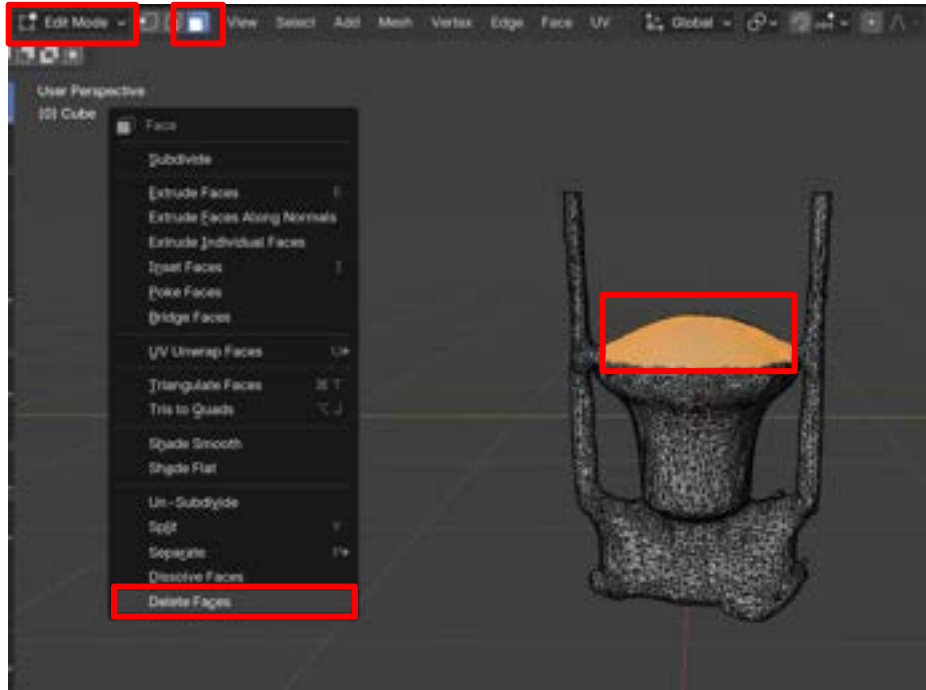 Edit Mode View Select Add Mesh Vertex Edge Face UV Global
User Perspective
(0) Cube
Face
Subdivide
Extrude Faces E
Extrude Faces Along Normals
Extrude Individual Faces
Inset Faces I
Poke Faces
Bridge Faces
UV Unwrap Faces U
Triangulate Faces ⌘ T
Tris to Quads ⌥ J
Shade Smooth
Shade Flat
Un-Subdivide
Split Y
Separate P
Dissolve Faces
Delete Faces